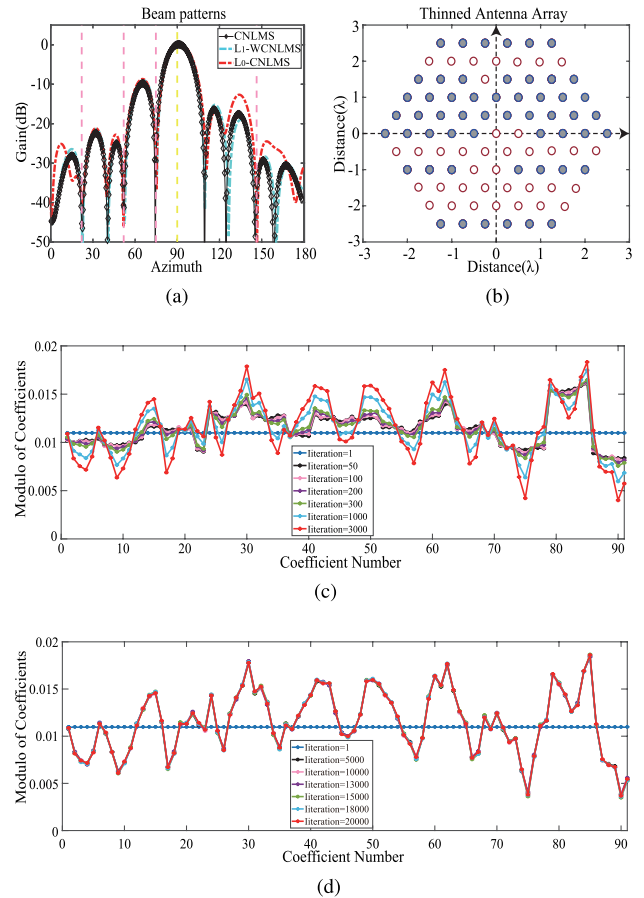 Beam patterns
CNLMS
L1-WCNLMS
L0-CNLMS
0
-10
-20
-30
-40
-50
Gain(dB)
0 30 60 90 120 150 180
Azimuth
(a)
Thinned Antenna Array
3
2
1
0
-1
-2
-3
Distance(λ)
-3 -2 -1 0 1 2 3
Distance(λ)
(b)
0.02
0.015
0.01
0.005
0
Modulo of Coefficients
Iiteration=1
Iiteration=50
Iiteration=100
Iiteration=200
Iiteration=300
Iiteration=1000
Iiteration=3000
0 10 20 30 40 50 60 70 80 90
Coefficient Number
(c)
0.02
0.015
0.01
0.005
0
Modulo of Coefficients
Iiteration=1
Iiteration=5000
Iiteration=10000
Iiteration=13000
Iiteration=15000
Iiteration=18000
Iiteration=20000
0 10 20 30 40 50 60 70 80 90
Coefficient Number
(d)